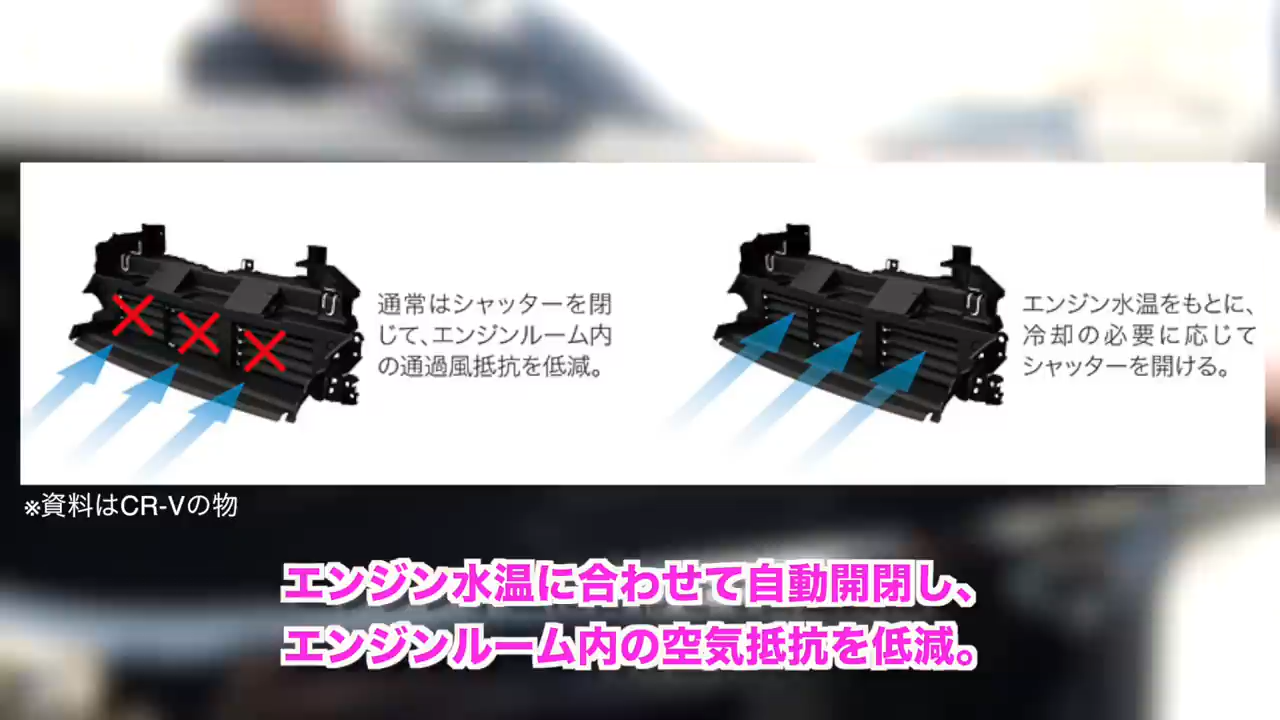 通常はシャッターを閉
じて、エンジンルーム内
の通過風抵抗を低減。
エンジン水温をもとに、
冷却の必要に応じて
シャッターを開ける。
※資料はCR-Vの物
エンジン水温に合わせて自動開閉し、
エンジンルーム内の空気抵抗を低減。